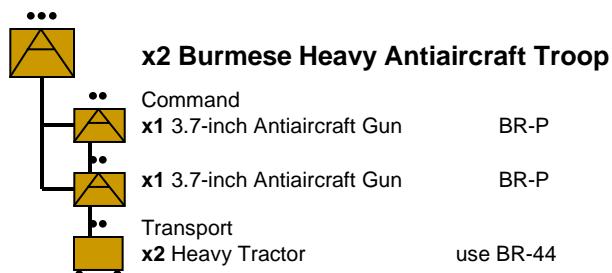 x2 Burmese Heavy Antiaircraft Troop
Command
x1 3.7-inch Antiaircraft Gun BR-P
x1 3.7-inch Antiaircraft Gun BR-P
Transport
x2 Heavy Tractor use BR-44